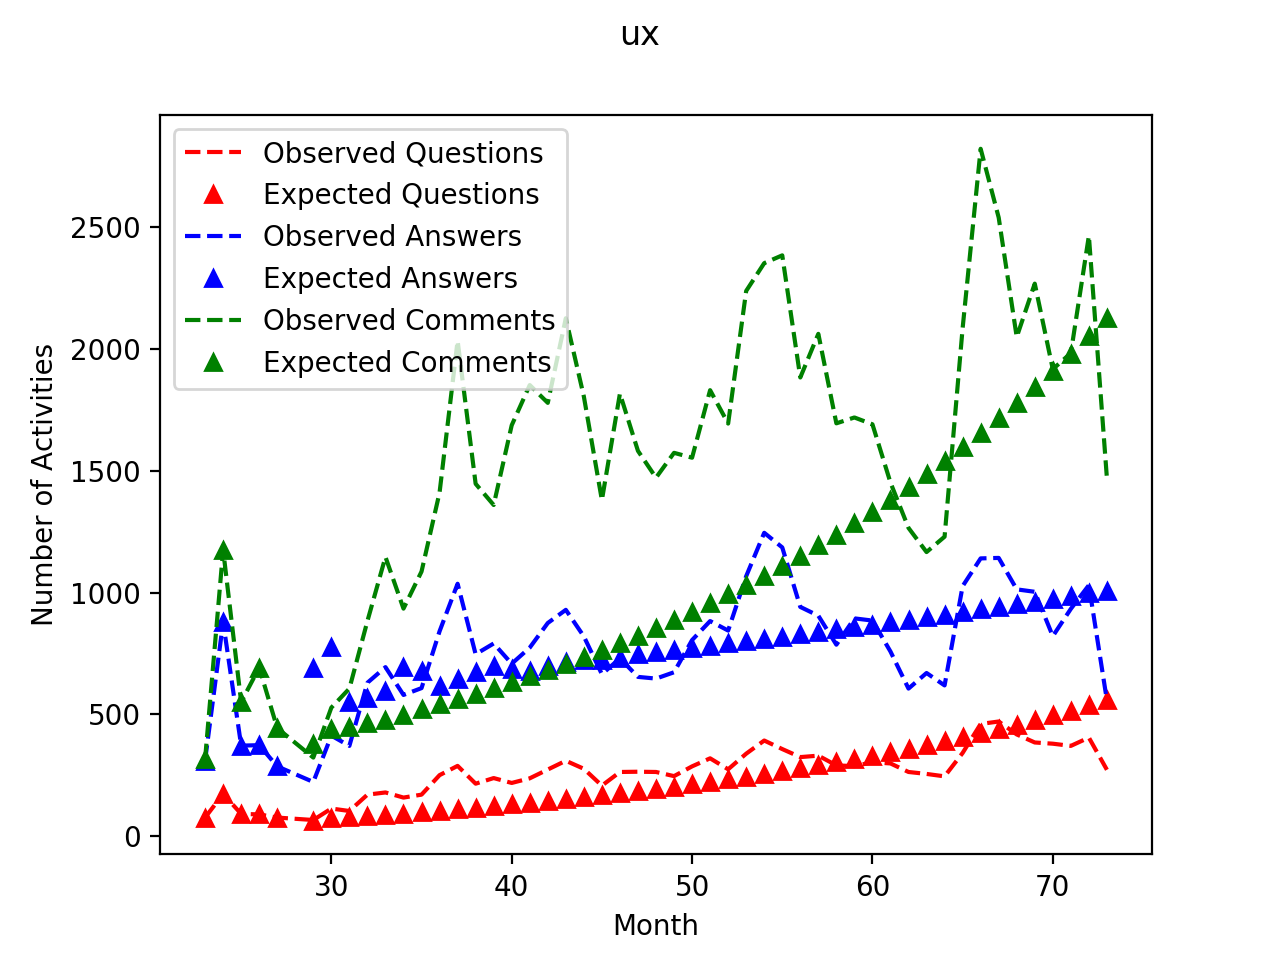 ux
Observed Questions
Expected Questions
Observed Answers
Expected Answers
Observed Comments
Expected Comments
Number of Activities
2500
2000
1500
1000
500
0
30 40 50 60 70
Month